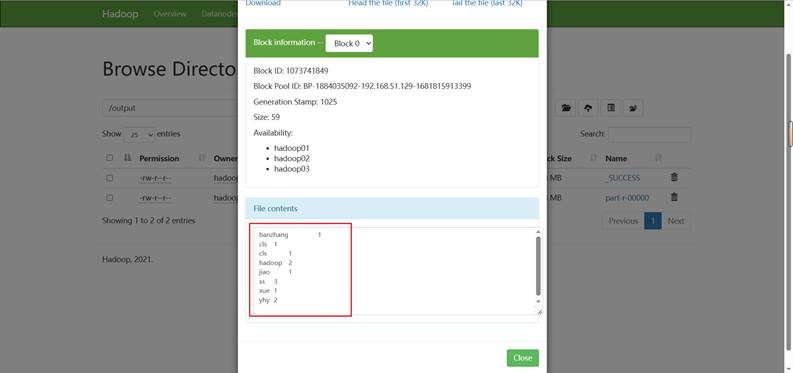 Hadoop Overview Datanodes
Download Head the file (first 32K) Tail the file (last 32K)
Block information -- Block 0
Block ID: 1073741849
Block Pool ID: BP-1884035092-192.168.51.129-1681815913399
Generation Stamp: 1025
Size: 59
Availability:
hadoop01
hadoop02
hadoop03
File contents
banzhang 1
cls 1
cls 1
hadoop 2
jiao 1
ss 3
xue 1
yhy 2
Close
Browse Directo
/output
Show 25 entries
Search:
Permission Owne ck Size Name
-rw-r--r-- hadoo MB _SUCCESS
-rw-r--r-- hadoo MB part-r-00000
Showing 1 to 2 of 2 entries
Previous 1 Next
Hadoop, 2021.